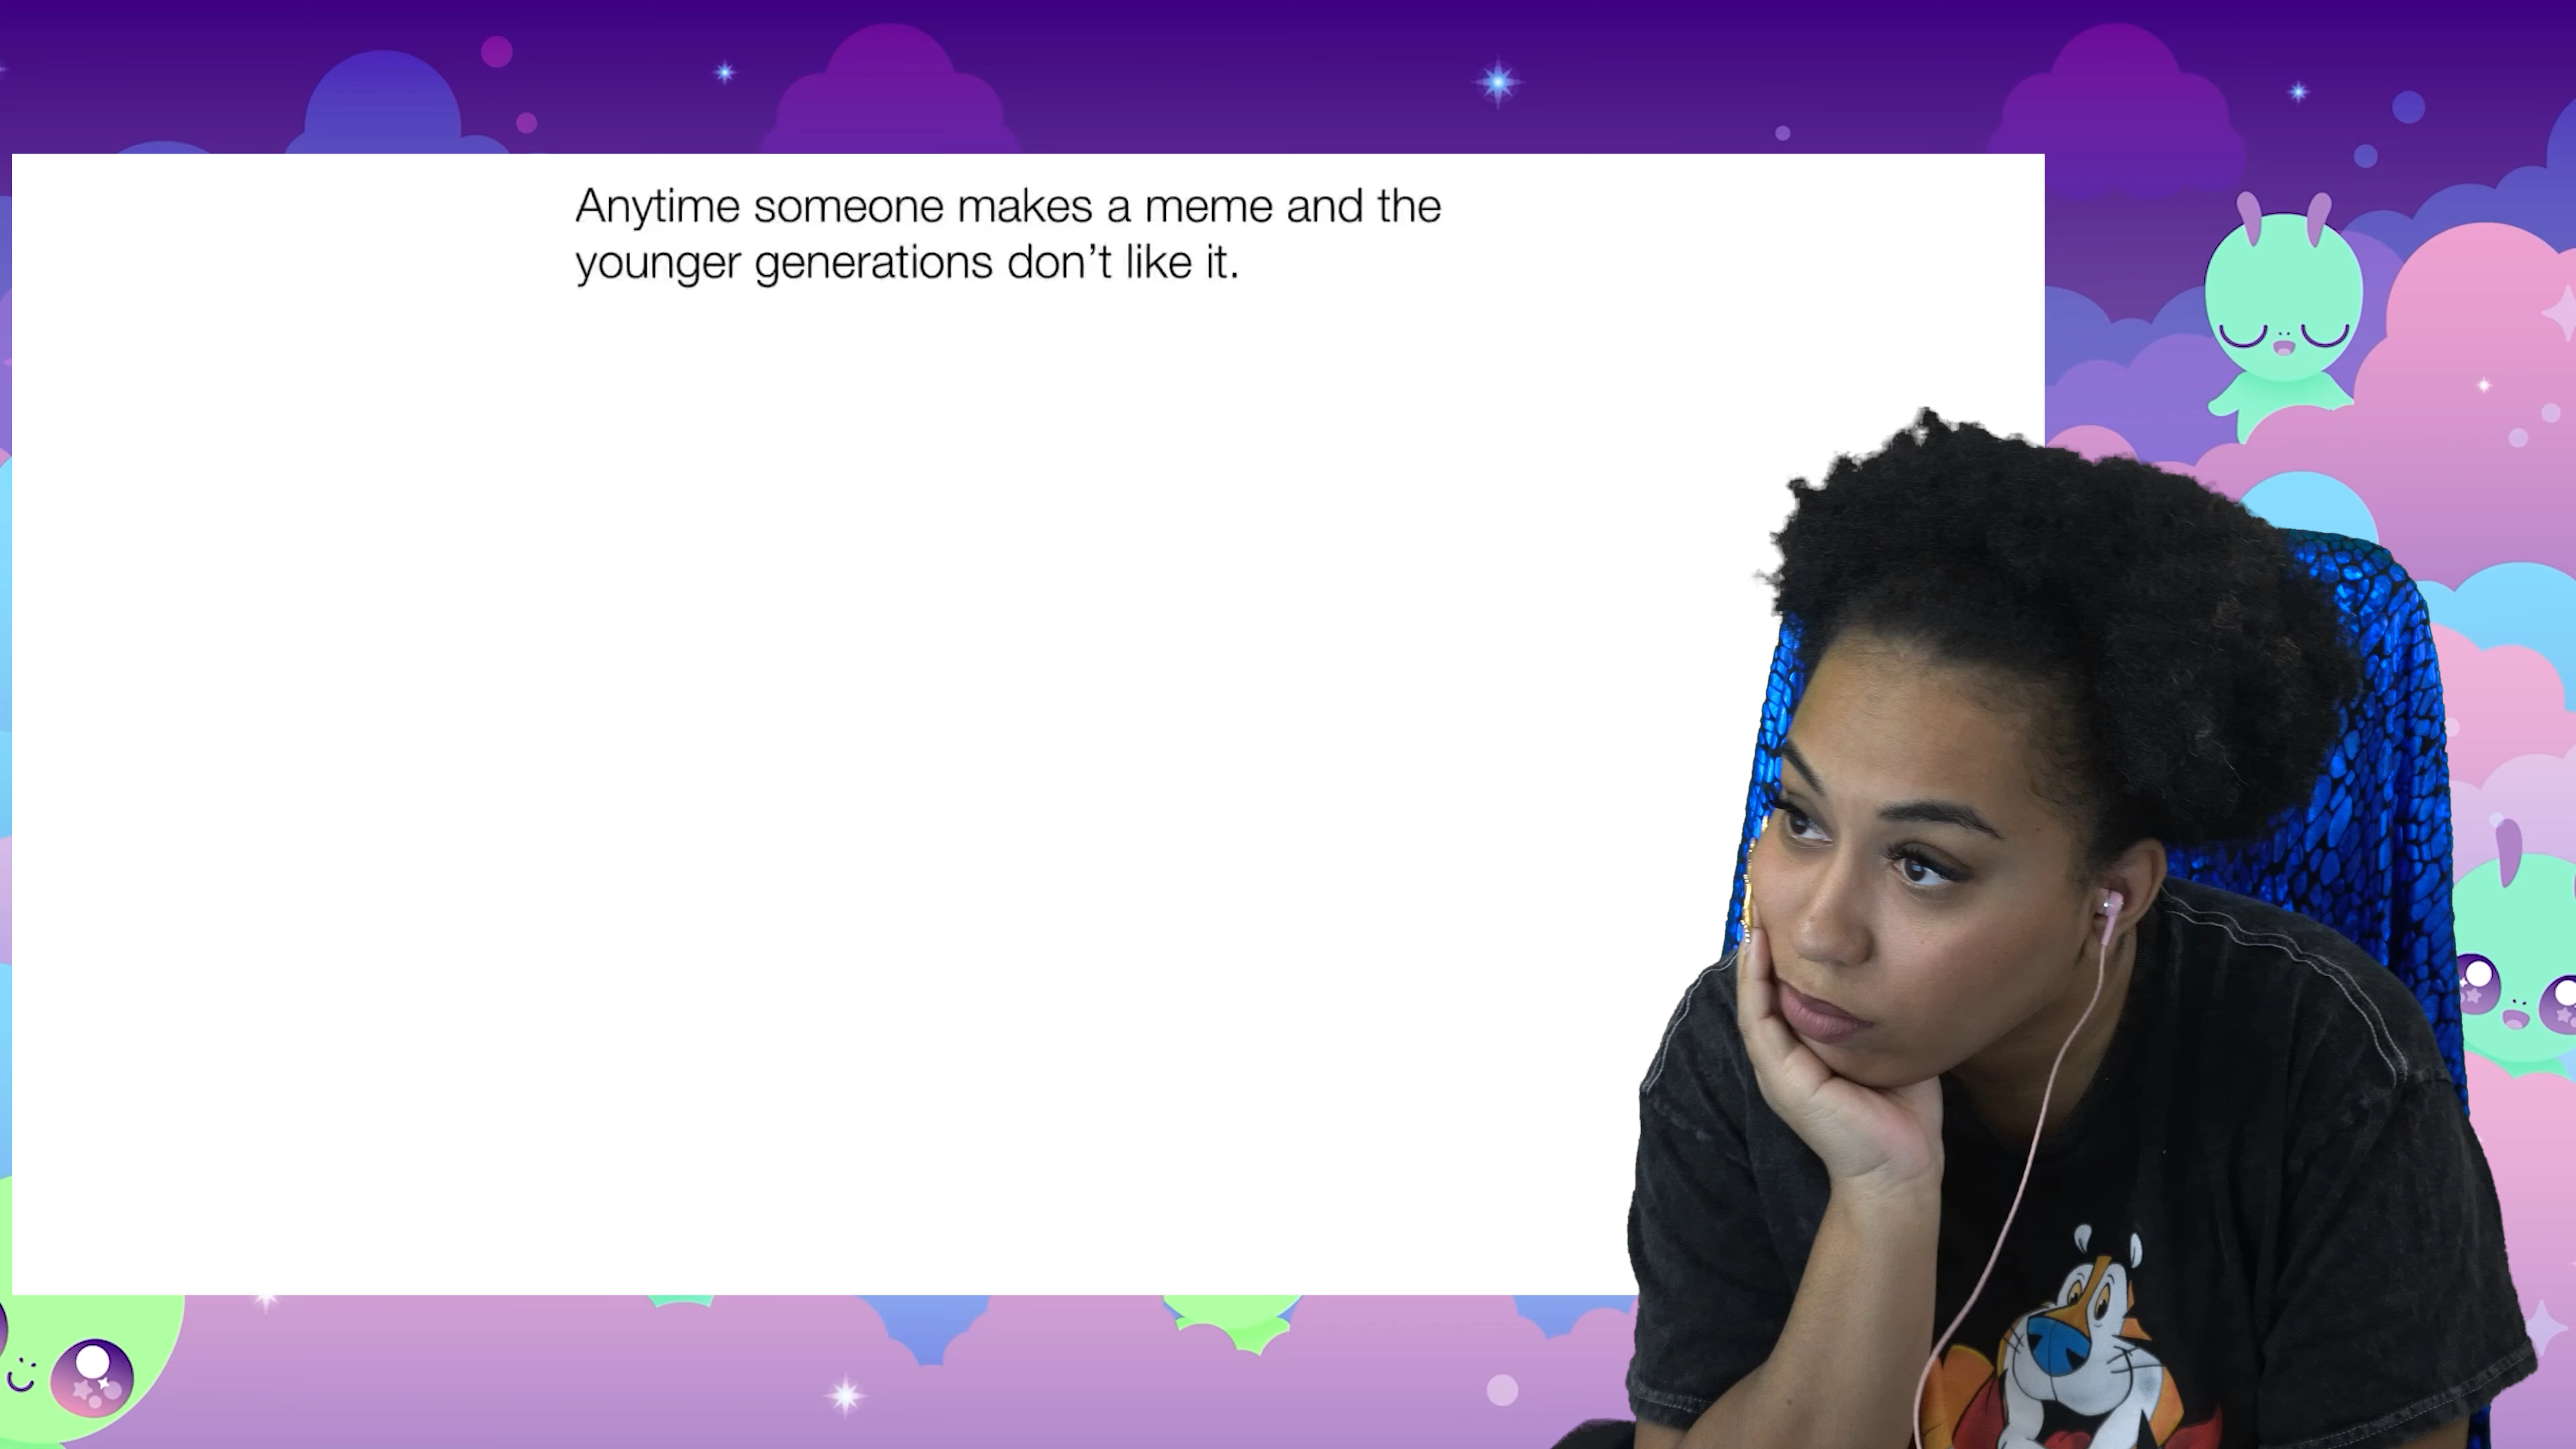 Anytime someone makes a meme and the
younger generations don’t like it.